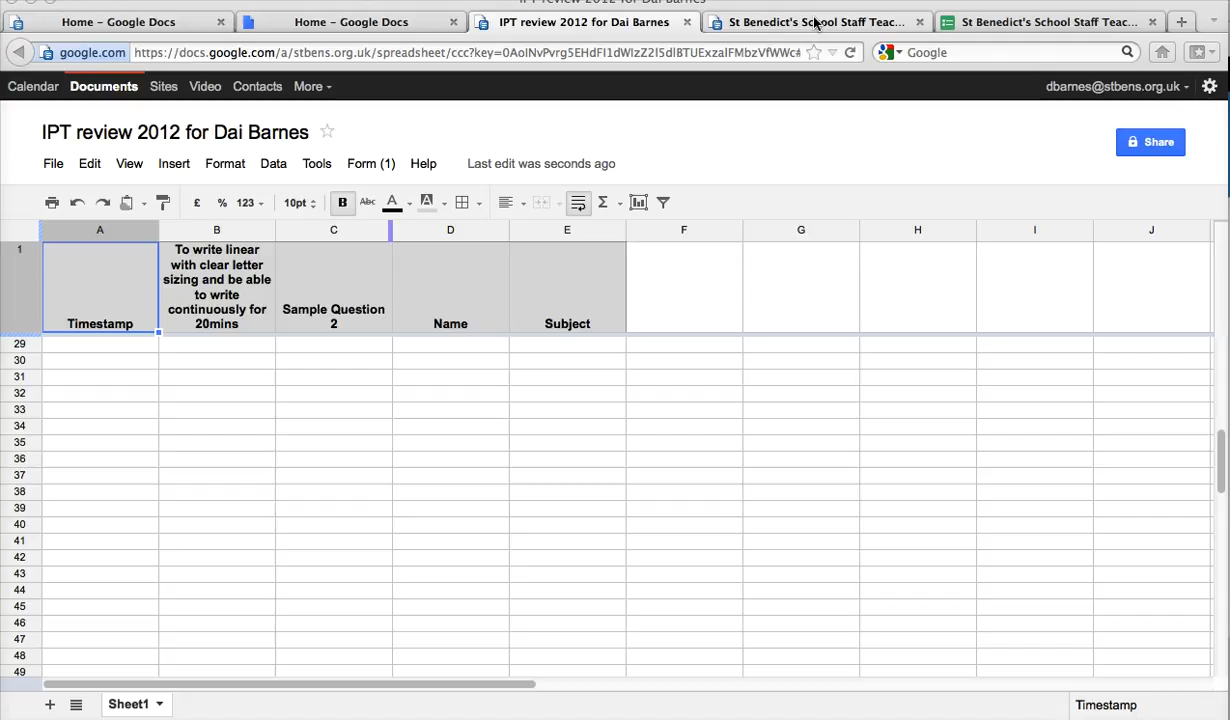 IPT review 2012 for Dai Barnes
Home – Google Docs
Home – Google Docs
IPT review 2012 for Dai Barnes
St Benedict's School Staff Teac...
St Benedict's School Staff Teac...
google.com
Google
Calendar Documents Sites Video Contacts More
dbarnes@stbens.org.uk
IPT review 2012 for Dai Barnes
Share
File Edit View Insert Format Data Tools Form (1) Help Last edit was seconds ago
£ % 123 10pt B Abc A A Σ
A B C D E F G H I J
1
Timestamp
To write linear
with clear letter
sizing and be able
to write
continuously for
20mins
Sample Question
2
Name
Subject
29
30
31
32
33
34
35
36
37
38
39
40
41
42
43
44
45
46
47
48
49
+ Sheet1
Timestamp